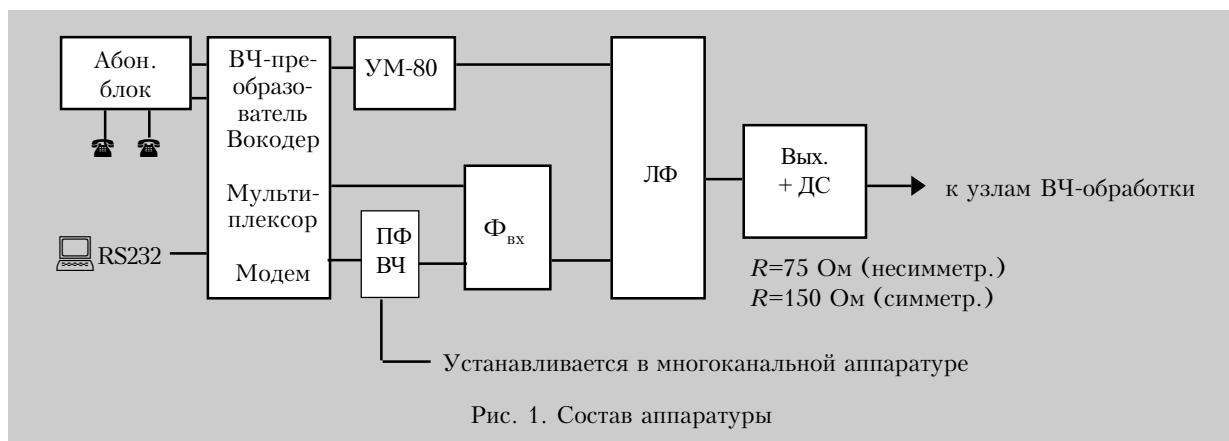 Абон.
блок
ВЧ-пре-
образо-
ватель
Вокодер
Мульти-
плексор
Модем
RS232
УМ-80
ПФ
ВЧ
Фвх
ЛФ
Вых.
+ ДС
к узлам ВЧ-обработки
R=75 Ом (несимметр.)
R=150 Ом (симметр.)
Устанавливается в многоканальной аппаратуре
Рис. 1. Состав аппаратуры